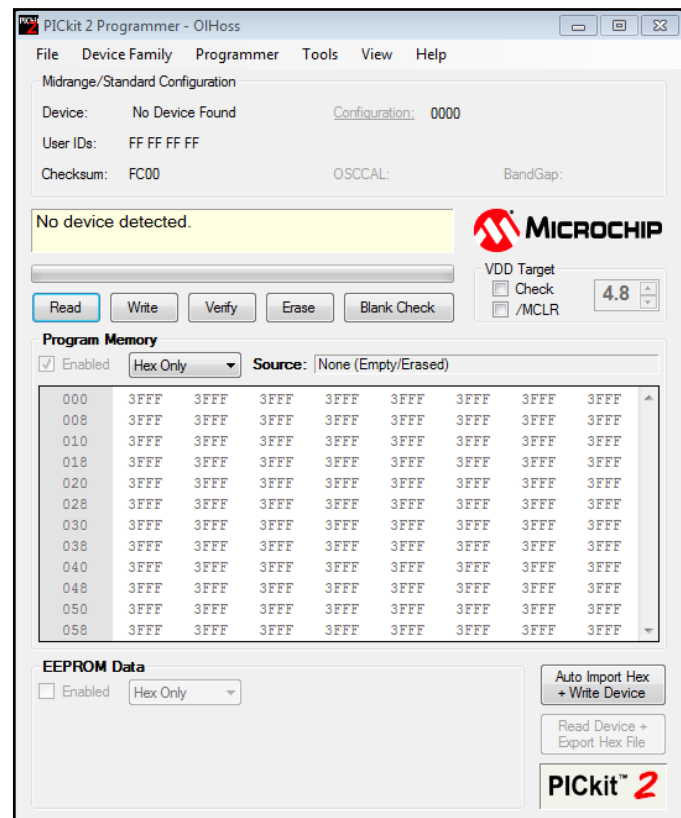 PICkit 2 Programmer - OlHoss
File Device Family Programmer Tools View Help
Midrange/Standard Configuration
Device: No Device Found Configuration: 0000
User IDs: FF FF FF FF
Checksum: FC00 OSCCAL: BandGap:
No device detected.
MICROCHIP
VDD Target
Check
/MCLR
4.8
Read Write Verify Erase Blank Check
Program Memory
Enabled Hex Only Source: None (Empty/Erased)
000 3FFF 3FFF 3FFF 3FFF 3FFF 3FFF 3FFF 3FFF
008 3FFF 3FFF 3FFF 3FFF 3FFF 3FFF 3FFF 3FFF
010 3FFF 3FFF 3FFF 3FFF 3FFF 3FFF 3FFF 3FFF
018 3FFF 3FFF 3FFF 3FFF 3FFF 3FFF 3FFF 3FFF
020 3FFF 3FFF 3FFF 3FFF 3FFF 3FFF 3FFF 3FFF
028 3FFF 3FFF 3FFF 3FFF 3FFF 3FFF 3FFF 3FFF
030 3FFF 3FFF 3FFF 3FFF 3FFF 3FFF 3FFF 3FFF
038 3FFF 3FFF 3FFF 3FFF 3FFF 3FFF 3FFF 3FFF
040 3FFF 3FFF 3FFF 3FFF 3FFF 3FFF 3FFF 3FFF
048 3FFF 3FFF 3FFF 3FFF 3FFF 3FFF 3FFF 3FFF
050 3FFF 3FFF 3FFF 3FFF 3FFF 3FFF 3FFF 3FFF
058 3FFF 3FFF 3FFF 3FFF 3FFF 3FFF 3FFF 3FFF
EEPROM Data
Enabled Hex Only
Auto Import Hex
+ Write Device
Read Device +
Export Hex File
PICkit™ 2